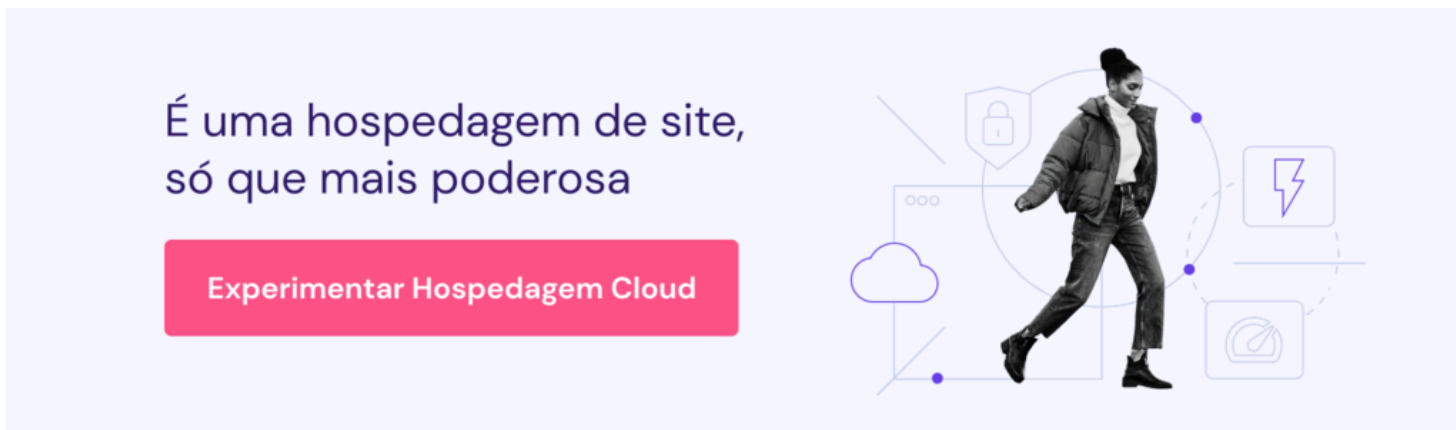 É uma hospedagem de site,
só que mais poderosa
Experimentar Hospedagem Cloud